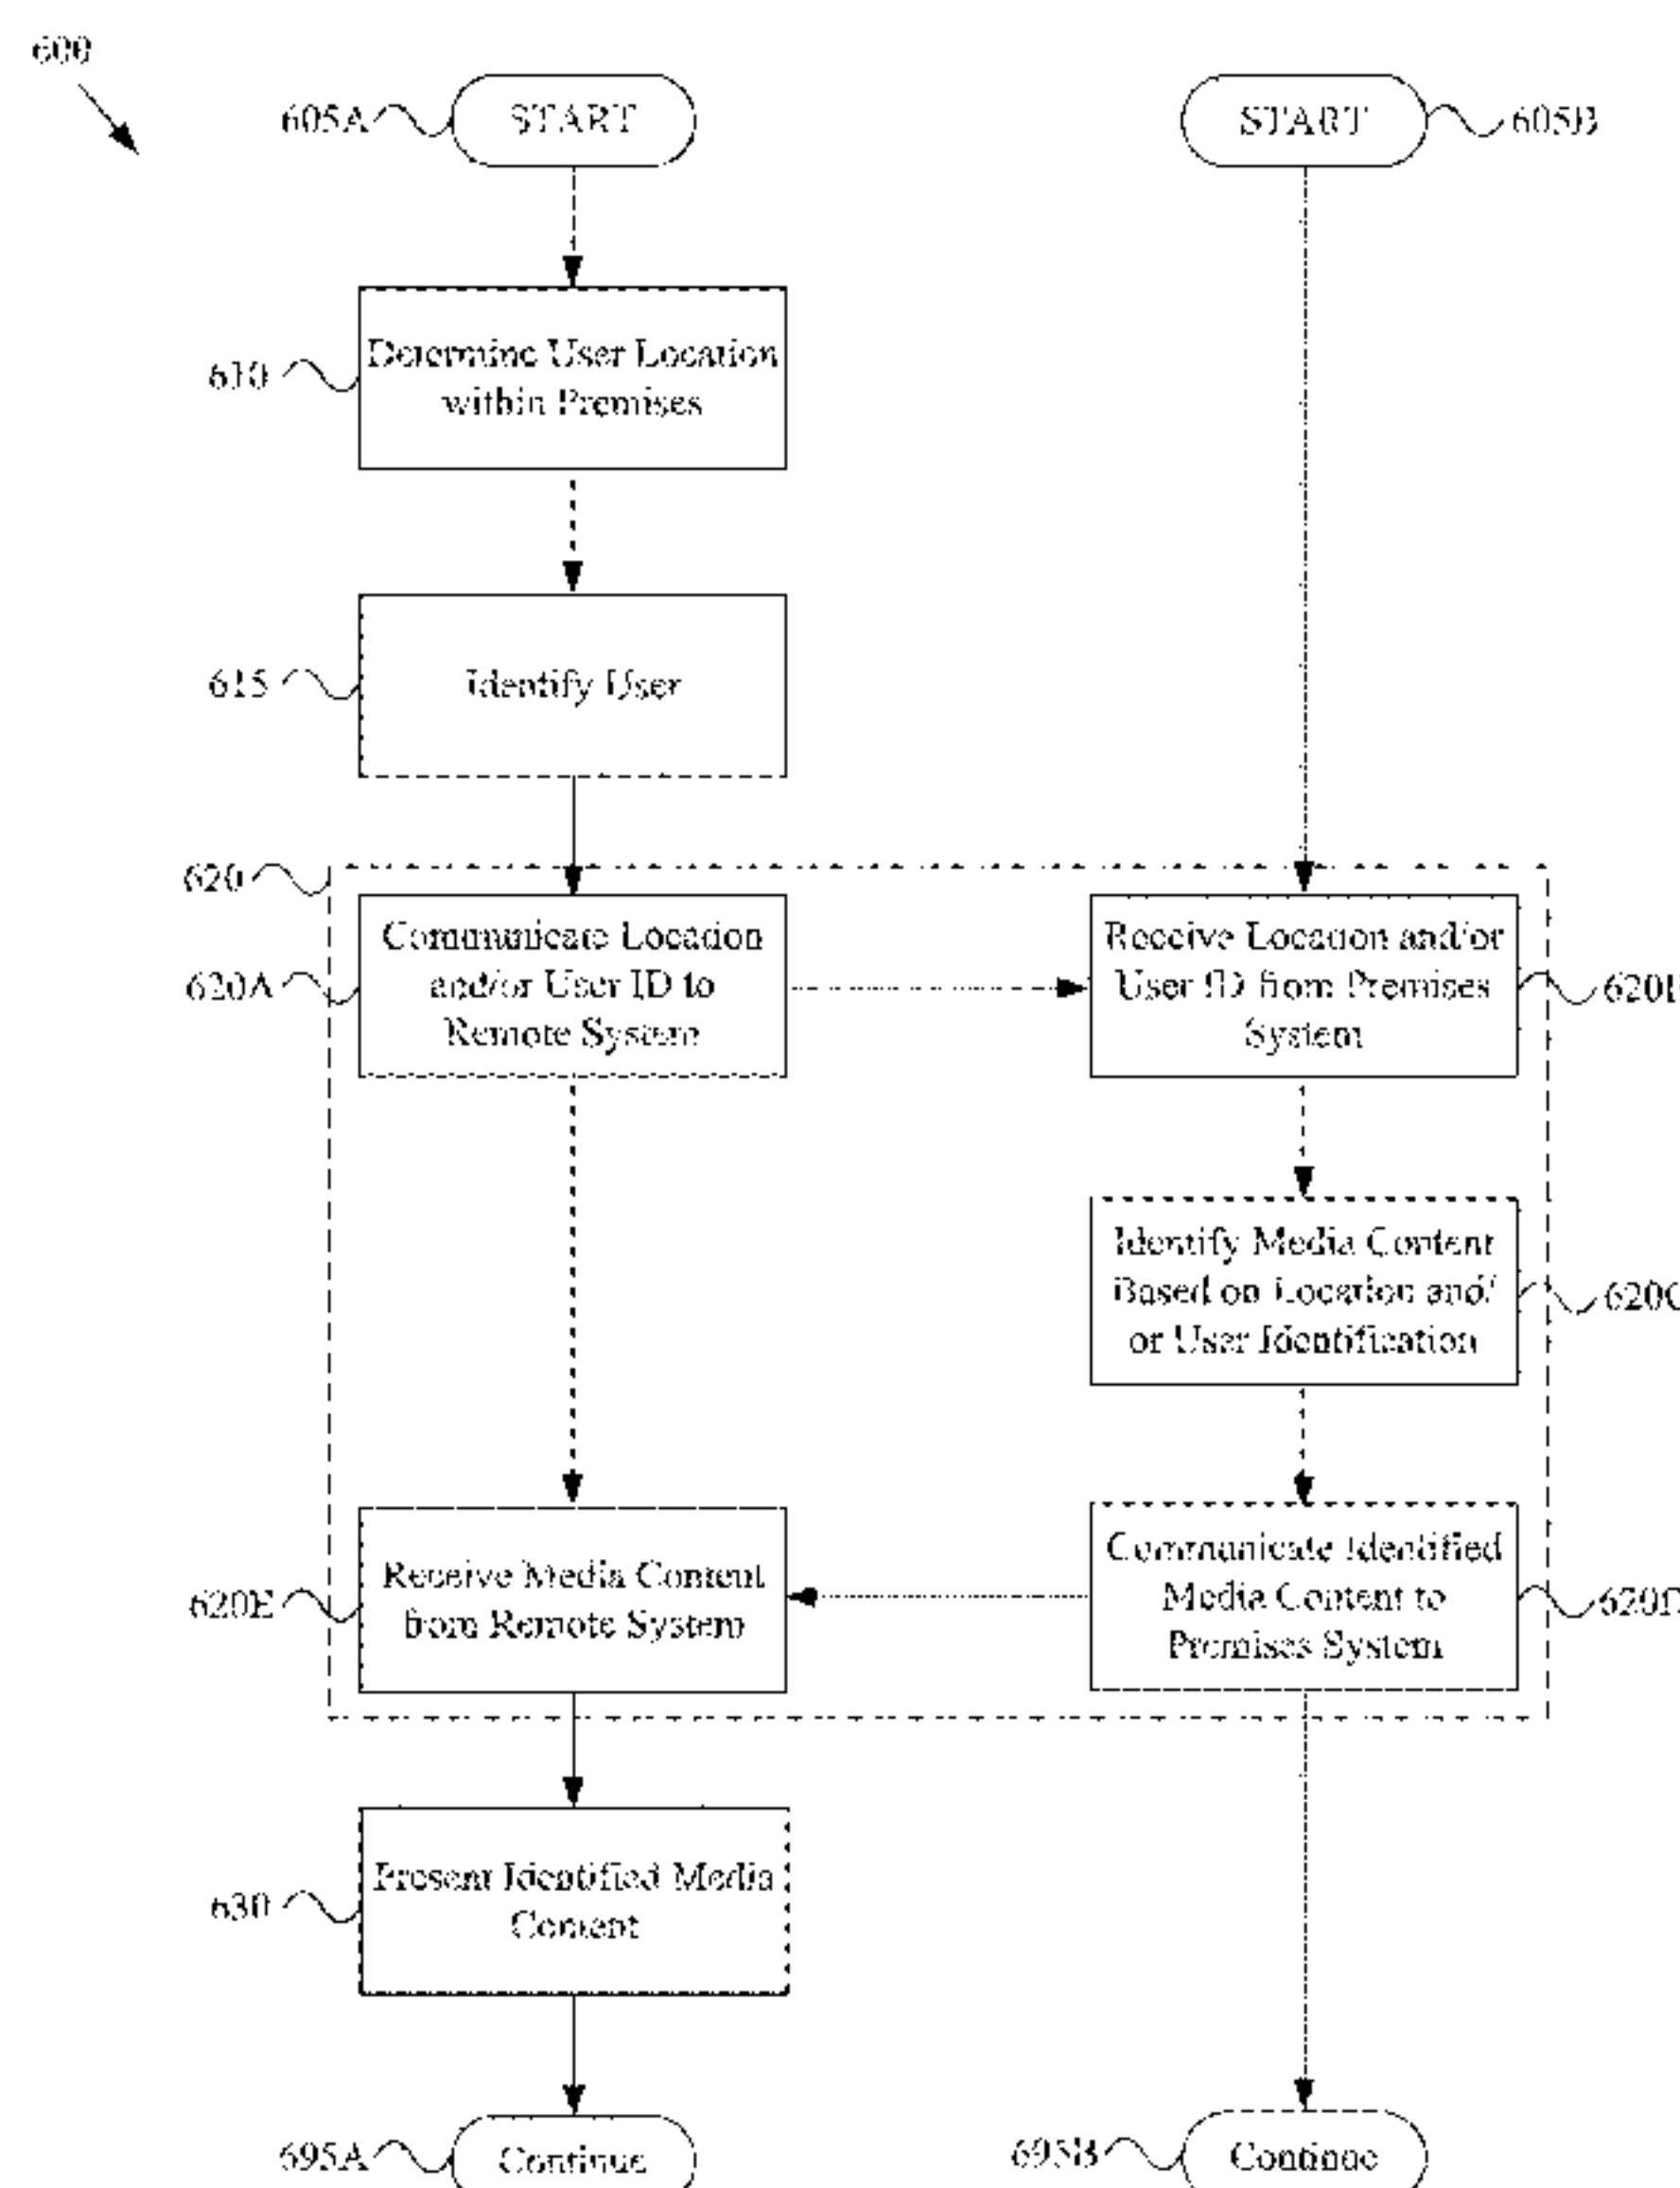 600
605A
START
START
605B
610
Determine User Location
within Premises
615
Identify User
620
620A
Communicate Location
and/or User ID to
Remote System
Receive Location and/or
User ID from Premises
System
Identify Media Content
Based on Location and/
or User Identification
620E
Receive Media Content
from Remote System
Communicate Identified
Media Content to
Premises System
630
Present Identified Media
Content
695A
Continue
695B
Continue